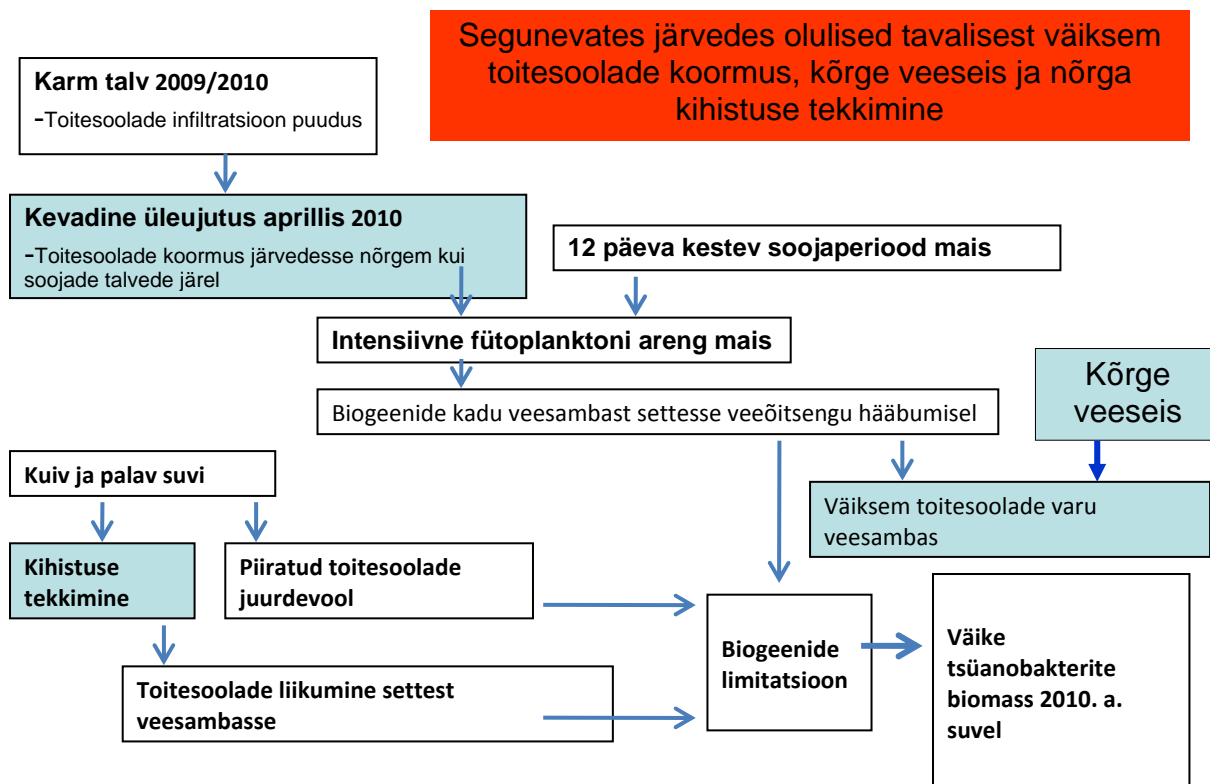 Segunevates järvedes olulised tavalisest väiksem
toitesoolade koormus, kõrge veeseis ja nõrga
kihistuse tekkimine
Karm talv 2009/2010
-Toitesoolade infiltratsioon puudus
Kevadine üleujutus aprillis 2010
-Toitesoolade koormus järvedesse nõrgem kui
soojade talvede järel
12 päeva kestev soojaperiood mais
Intensiivne fütoplanktoni areng mais
Biogeenide kadu veesambast settesse veeõitsengu hääbumisel
Kõrge
veeseis
Kuiv ja palav suvi
Väiksem toitesoolade varu
veesambas
Kihistuse
tekkimine
Piiratud toitesoolade
juurdevool
Toitesoolade liikumine settest
veesambasse
Biogeenide
limitatsioon
Väike
tsüanobakterite
biomass 2010. a.
suvel